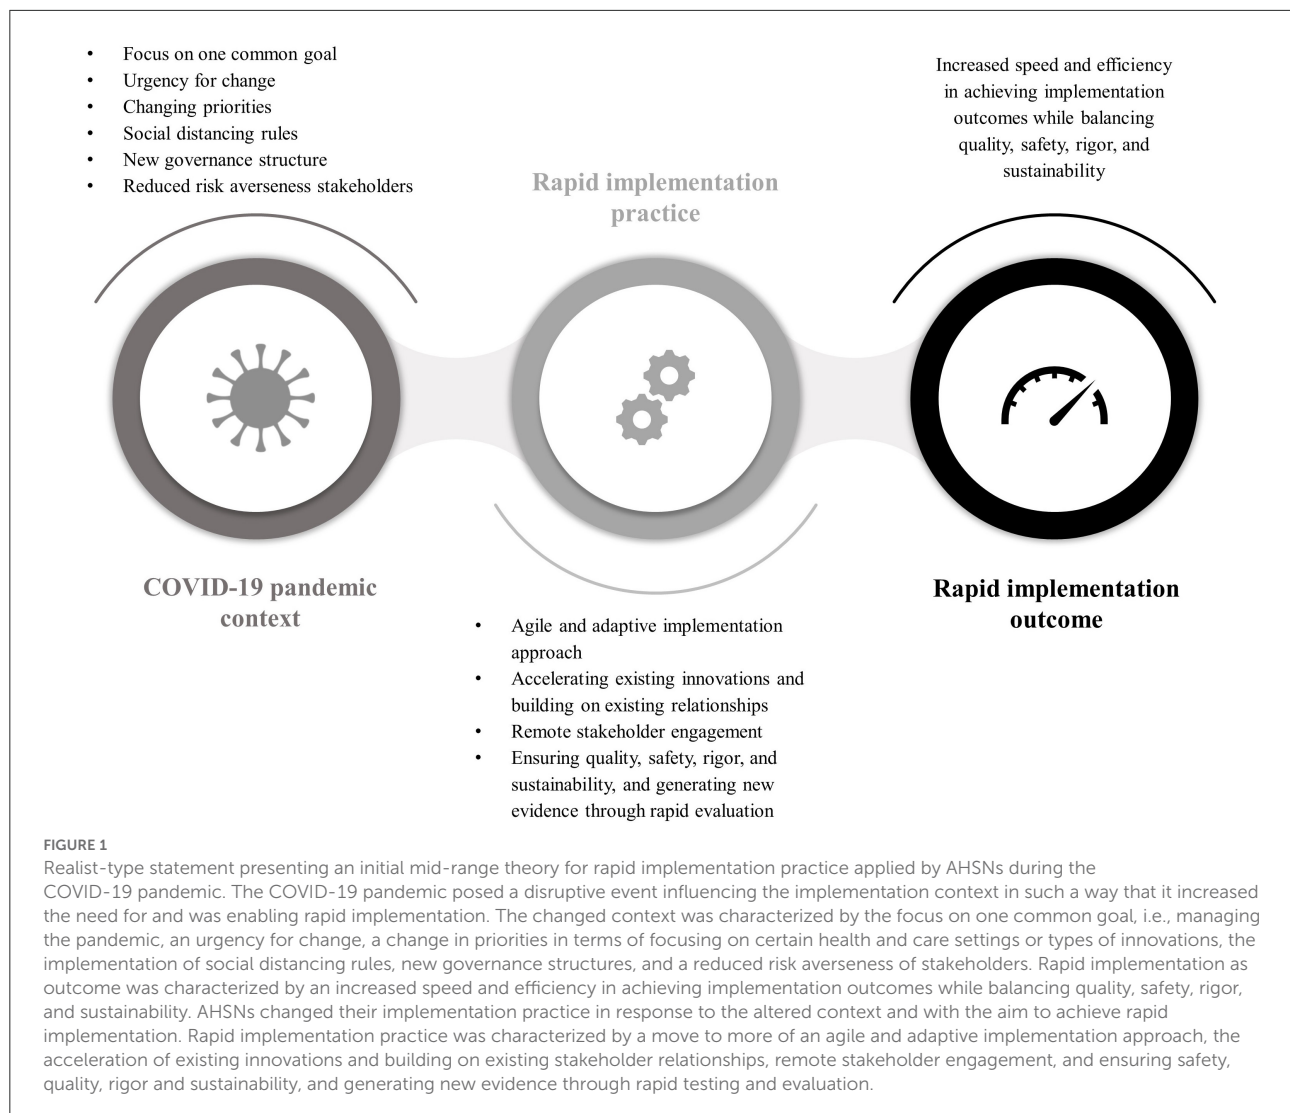 • Focus on one common goal
• Urgency for change
• Changing priorities
• Social distancing rules
• New governance structure
• Reduced risk averseness stakeholders
COVID-19 pandemic
context
Rapid implementation
practice
• Agile and adaptive implementation
approach
• Accelerating existing innovations and
building on existing relationships
• Remote stakeholder engagement
• Ensuring quality, safety, rigor, and
sustainability, and generating new
evidence through rapid evaluation
Increased speed and efficiency
in achieving implementation
outcomes while balancing
quality, safety, rigor, and
sustainability
Rapid implementation
outcome
FIGURE 1
Realist-type statement presenting an initial mid-range theory for rapid implementation practice applied by AHSNs during the
COVID-19 pandemic. The COVID-19 pandemic posed a disruptive event influencing the implementation context in such a way that it increased
the need for and was enabling rapid implementation. The changed context was characterized by the focus on one common goal, i.e., managing
the pandemic, an urgency for change, a change in priorities in terms of focusing on certain health and care settings or types of innovations, the
implementation of social distancing rules, new governance structures, and a reduced risk averseness of stakeholders. Rapid implementation as
outcome was characterized by an increased speed and efficiency in achieving implementation outcomes while balancing quality, safety, rigor,
and sustainability. AHSNs changed their implementation practice in response to the altered context and with the aim to achieve rapid
implementation. Rapid implementation practice was characterized by a move to more of an agile and adaptive implementation approach, the
acceleration of existing innovations and building on existing stakeholder relationships, remote stakeholder engagement, and ensuring safety,
quality, rigor and sustainability, and generating new evidence through rapid testing and evaluation.